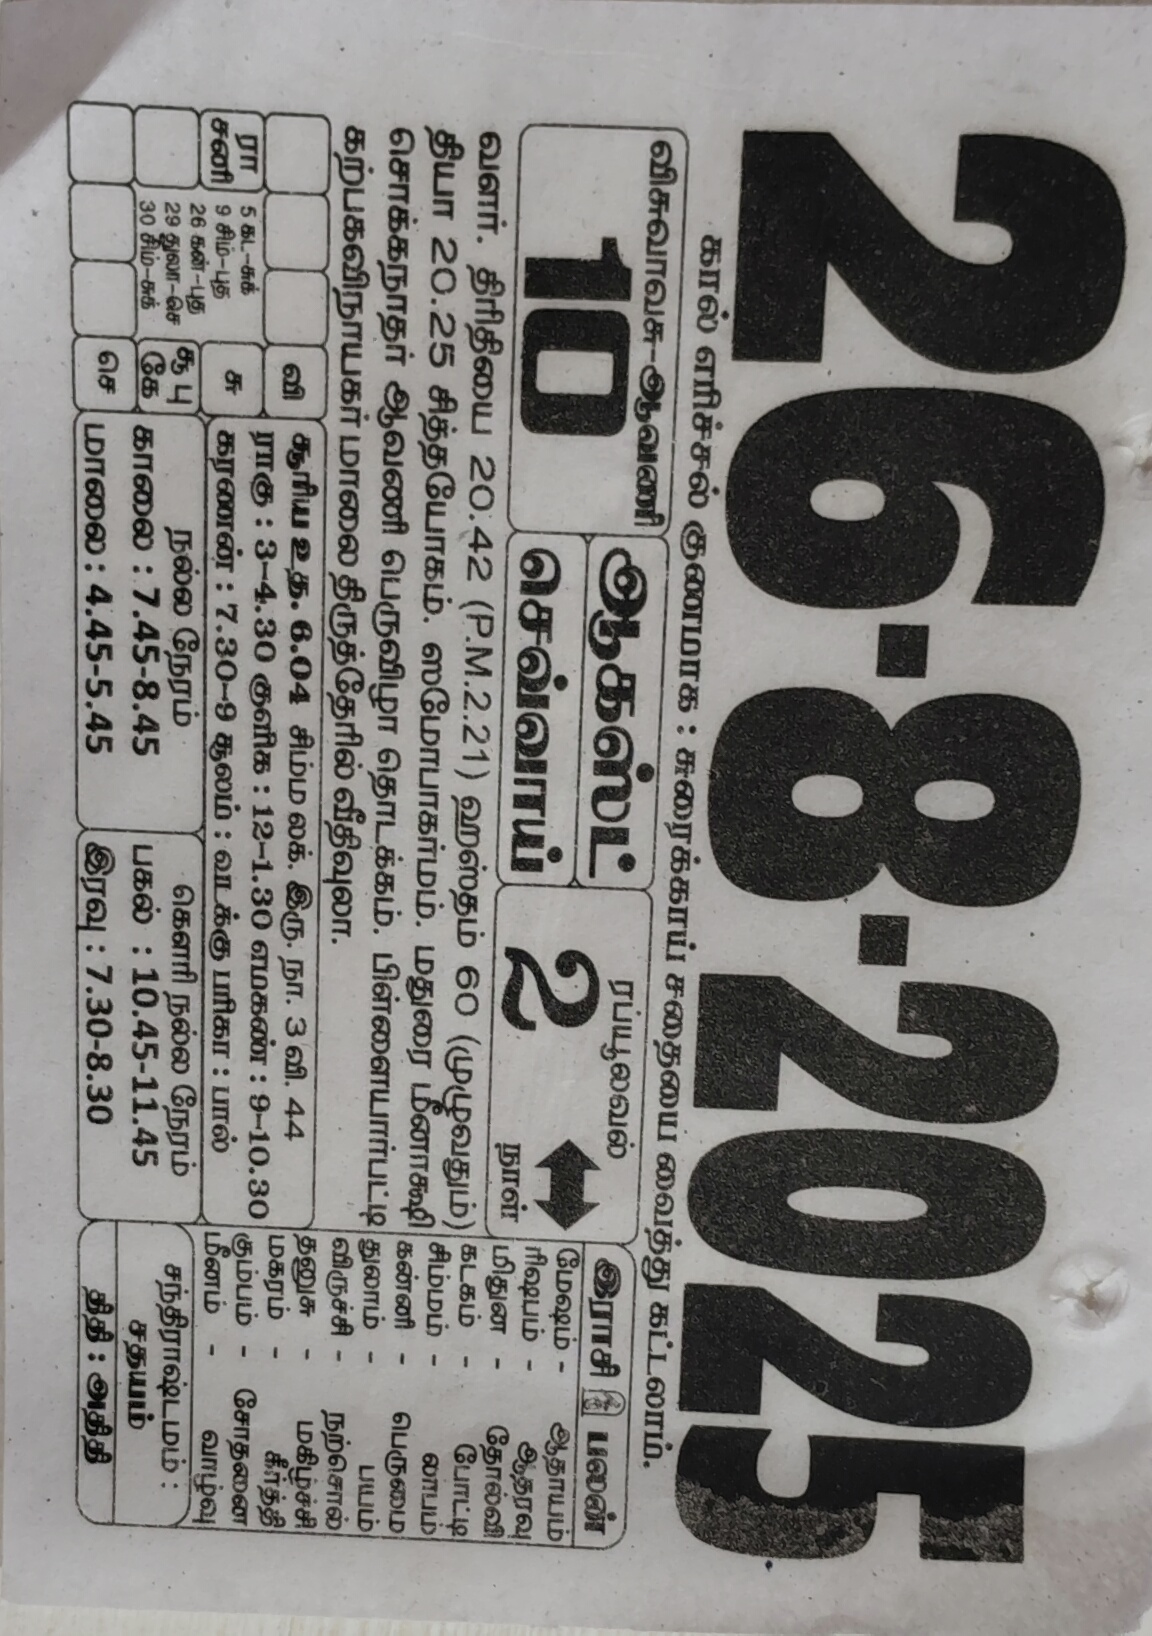 26-8-2025
கால் எரிச்சல் குணமாக : சுரைக்காய் சதையை வைத்து கட்டலாம்.
விசுவாவசு-ஆவணி
10
ஆகஸ்ட்
செவ்வாய்
ரப்யூலவல்
2
நாள்
வளர். திரிதியை 20.42 (P.M.2.21) ஹஸ்தம் 60 (முழுவதும்)
தியா 20.25 சித்தயோகம். ஸமோபாகர்மம். மதுரை மீனாக்ஷி
சொக்கநாதர் ஆவணி பெருவிழா தொடக்கம். பிள்ளையார்பட்டி
கற்பகவிநாயகர் மாலை திருத்தேரில் வீதிவுலா.
வி
ரா
சனி
5 கட-சுக்
9 சிம்-புத
26 கன்-புத
29 துலா-செ
30 சிம்-சுக்
சு
சூ பு
கே
செ
சூரிய உத. 6.04 சிம்ம லக். இரு. நா. 3 வி. 44
ராகு : 3-4.30 குளிக : 12-1.30 எமகண் : 9-10.30
கரணன் : 7.30-9 சூலம் : வடக்கு பரிகா : பால்
நல்ல நேரம்
காலை : 7.45-8.45
மாலை : 4.45-5.45
கௌரி நல்ல நேரம்
பகல் : 10.45-11.45
இரவு : 7.30-8.30
இராசி பலன்
மேஷம் - ஆதாயம்
ரிஷபம் - ஆதரவு
மிதுன - தோல்வி
கடகம் - போட்டி
சிம்மம் - லாபம்
கன்னி - பெருமை
துலாம் - பயம்
விருச்சி - நற்சொல்
தனுசு - மகிழ்ச்சி
மகரம் - கீர்த்தி
கும்பம் - சோதனை
மீனம் - வாழ்வு
சந்திராஷ்டமம் :
சதயம்
திதி : அதிதி